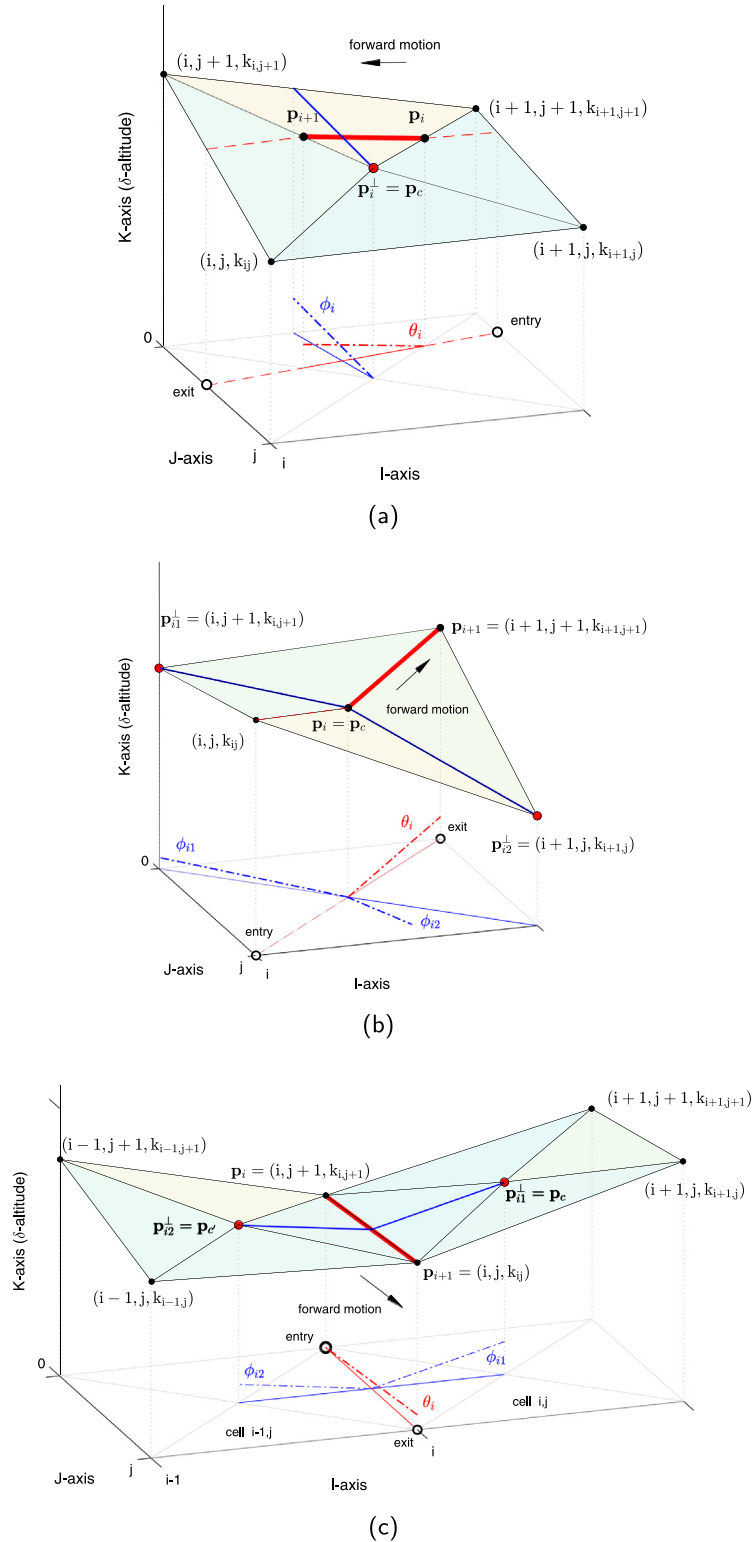 forward motion
(i, j + 1, k_{i,j+1})
(i + 1, j + 1, k_{i+1,j+1})
p_{i+1}
p_i
p_i^⊥ = p_c
(i, j, k_{ij})
(i + 1, j, k_{i+1,j})
K-axis (δ-altitude)
ϕ_i
θ_i
entry
0
exit
J-axis
j
i
I-axis
(a)
p_{i1}^⊥ = (i, j + 1, k_{i,j+1})
p_{i+1} = (i + 1, j + 1, k_{i+1,j+1})
K-axis (δ-altitude)
forward motion
p_i = p_c
(i, j, k_{ij})
p_{i2}^⊥ = (i + 1, j, k_{i+1,j})
θ_i
exit
ϕ_{i1}
0
ϕ_{i2}
entry
J-axis
j
i
I-axis
(b)
(i + 1, j + 1, k_{i+1,j+1})
(i − 1, j + 1, k_{i−1,j+1})
p_i = (i, j + 1, k_{i,j+1})
p_{i1}^⊥ = p_c
(i + 1, j, k_{i+1,j})
p_{i2}^⊥ = p_{c′}
K-axis (δ-altitude)
p_{i+1} = (i, j, k_{ij})
(i − 1, j, k_{i−1,j})
forward motion
entry
ϕ_{i1}
0
ϕ_{i2}
θ_i
cell i,j
cell i-1,j
exit
i
j
i-1
J-axis
I-axis
(c)